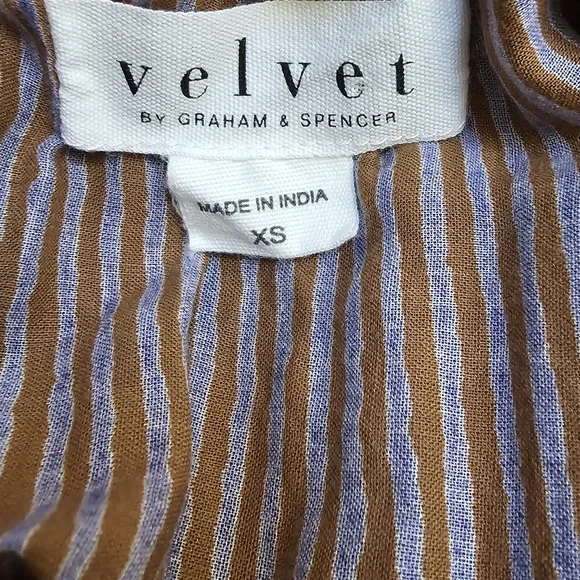 velvet
BY GRAHAM & SPENCER
MADE IN INDIA
XS